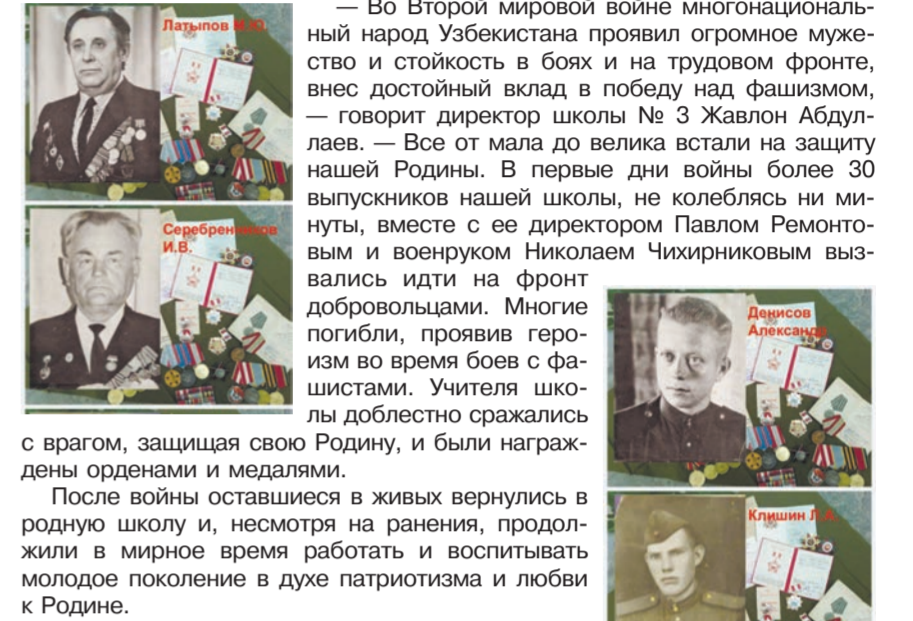 Латыпов М.Ю.
Серебренников
И.В.
— Во Второй мировой войне многонациональ-
ный народ Узбекистана проявил огромное муже-
ство и стойкость в боях и на трудовом фронте,
внес достойный вклад в победу над фашизмом,
— говорит директор школы № 3 Жавлон Абдул-
лаев. — Все от мала до велика встали на защиту
нашей Родины. В первые дни войны более 30
выпускников нашей школы, не колеблясь ни ми-
нуты, вместе с ее директором Павлом Ремонто-
вым и военруком Николаем Чихирниковым выз-
вались идти на фронт
добровольцами. Многие
погибли, проявив геро-
изм во время боев с фа-
шистами. Учителя шко-
лы доблестно сражались
с врагом, защищая свою Родину, и были награж-
дены орденами и медалями.
После войны оставшиеся в живых вернулись в
родную школу и, несмотря на ранения, продол-
жили в мирное время работать и воспитывать
молодое поколение в духе патриотизма и любви
к Родине.
Денисов
Александр
Клишин Л.А.